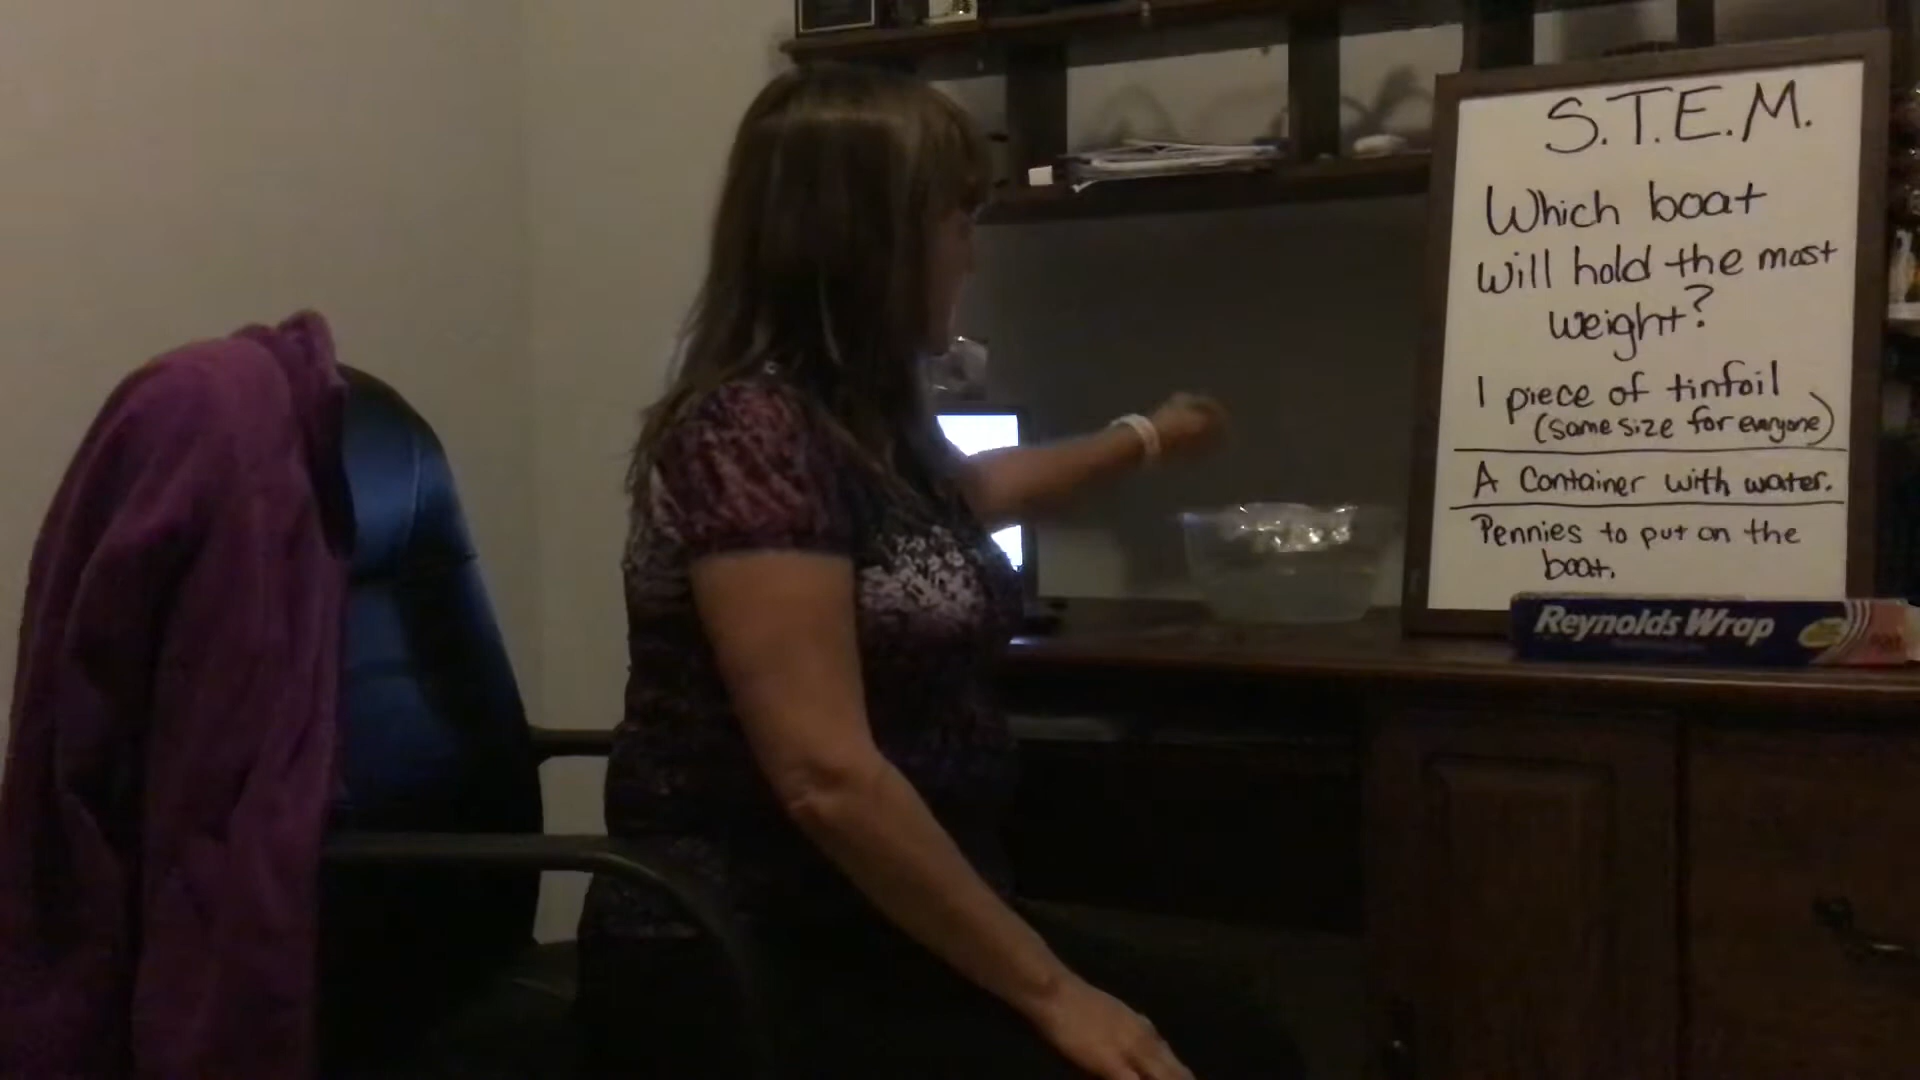 S.T.E.M.
Which boat
will hold the most
weight?
1 piece of tinfoil
(same size for everyone)
A Container with water.
Pennies to put on the
boat.
Reynolds Wrap